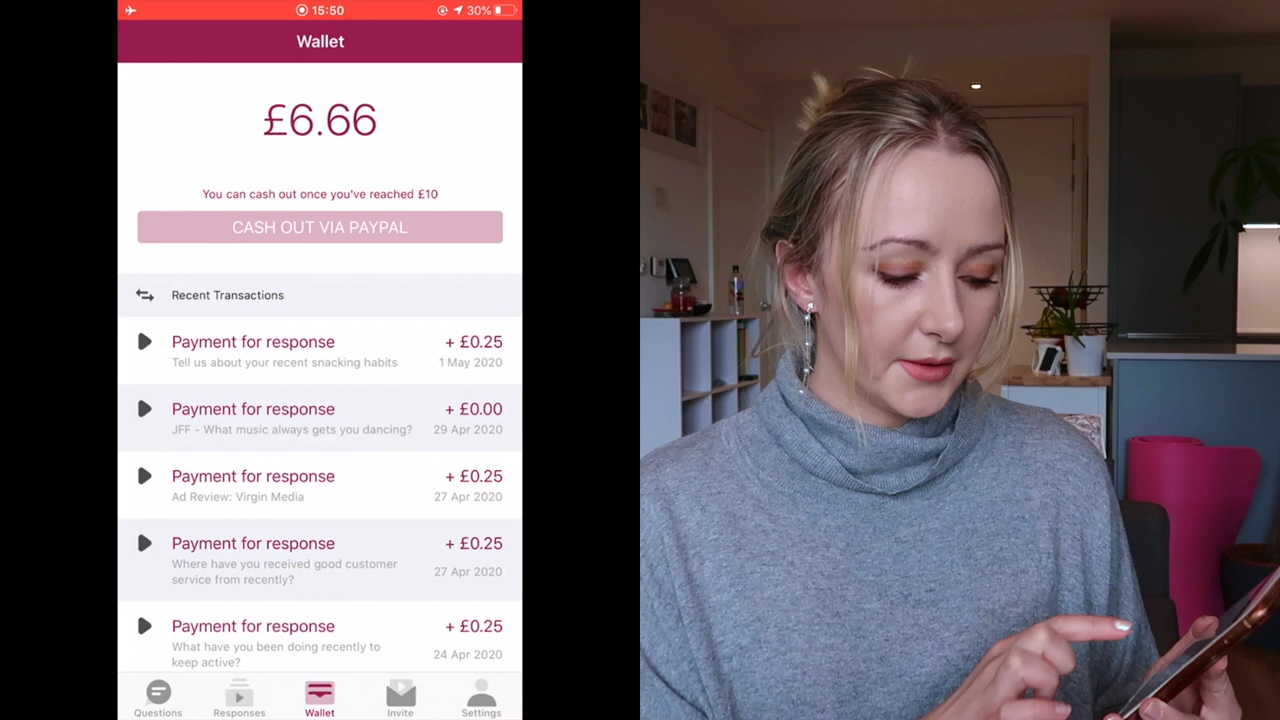 15:50
30%
Wallet
£6.66
You can cash out once you've reached £10
CASH OUT VIA PAYPAL
Recent Transactions
Payment for response + £0.25
Tell us about your recent snacking habits 1 May 2020
Payment for response + £0.00
JFF - What music always gets you dancing? 29 Apr 2020
Payment for response + £0.25
Ad Review: Virgin Media 27 Apr 2020
Payment for response + £0.25
Where have you received good customer
service from recently? 27 Apr 2020
Payment for response + £0.25
What have you been doing recently to
keep active? 24 Apr 2020
Questions Responses Wallet Invite Settings